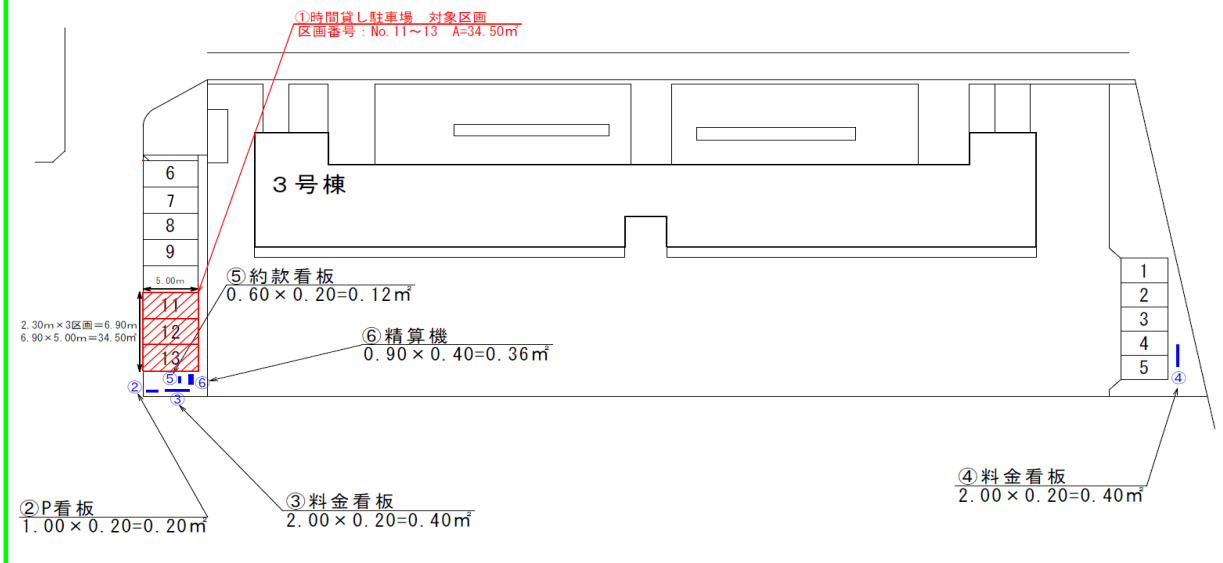 ①時間貸し駐車場　対象区画
区画番号：No.11～13　A=34.50㎡
6
7
8
9
3号棟
5.00m
⑤約款看板
0.60×0.20=0.12㎡
11
12
13
2.30m×3区画＝6.90m
6.90×5.00m＝34.50㎡
⑥精算機
0.90×0.40=0.36㎡
1
2
3
4
5
②
⑤
⑥
③
④
②P看板
1.00×0.20=0.20㎡
③料金看板
2.00×0.20=0.40㎡
④料金看板
2.00×0.20=0.40㎡